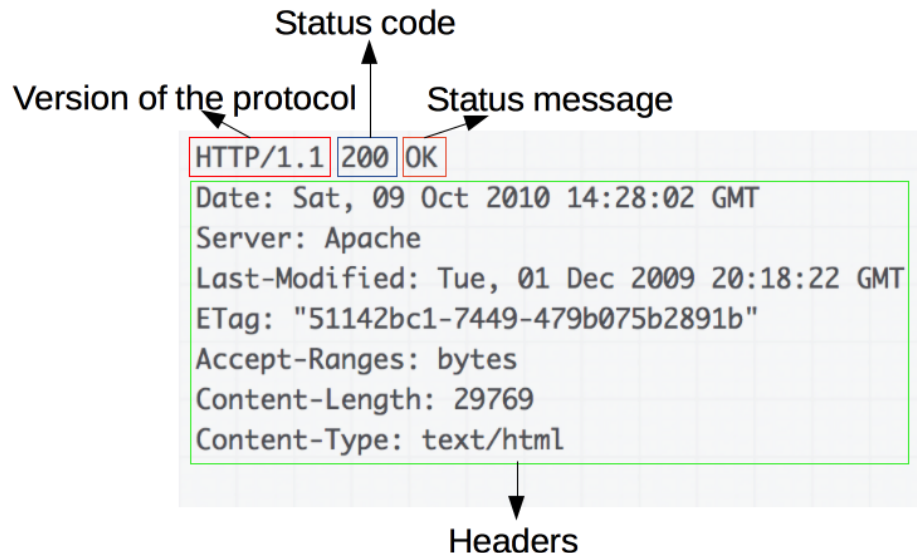 Status code
Version of the protocol
Status message
HTTP/1.1 200 OK
Date: Sat, 09 Oct 2010 14:28:02 GMT
Server: Apache
Last-Modified: Tue, 01 Dec 2009 20:18:22 GMT
ETag: "51142bc1-7449-479b075b2891b"
Accept-Ranges: bytes
Content-Length: 29769
Content-Type: text/html
Headers